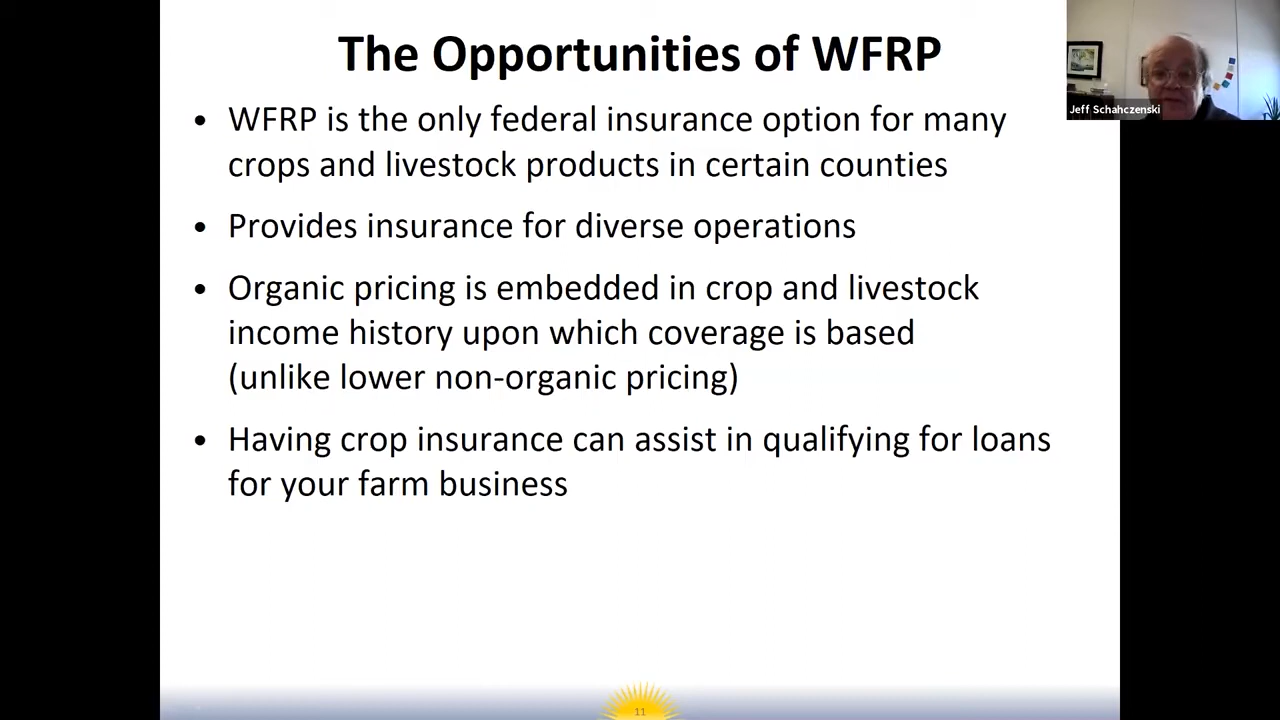 The Opportunities of WFRP
Jeff Schahczenski
• WFRP is the only federal insurance option for many
crops and livestock products in certain counties
• Provides insurance for diverse operations
• Organic pricing is embedded in crop and livestock
income history upon which coverage is based
(unlike lower non-organic pricing)
• Having crop insurance can assist in qualifying for loans
for your farm business
11